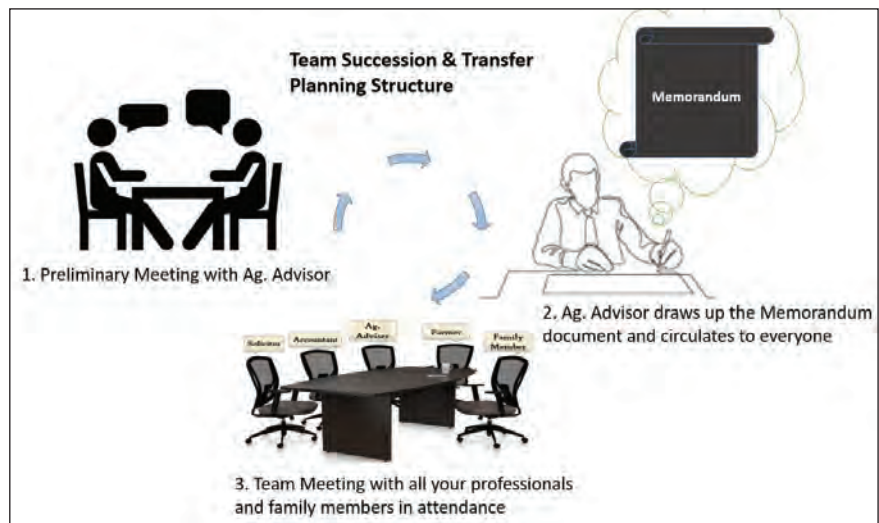 Team Succession & Transfer
Planning Structure
Memorandum
1. Preliminary Meeting with Ag. Advisor
2. Ag. Advisor draws up the Memorandum
document and circulates to everyone
Solicitor
Accountant
Ag.
Adviser
Farmer
Family
Member
3. Team Meeting with all your professionals
and family members in attendance